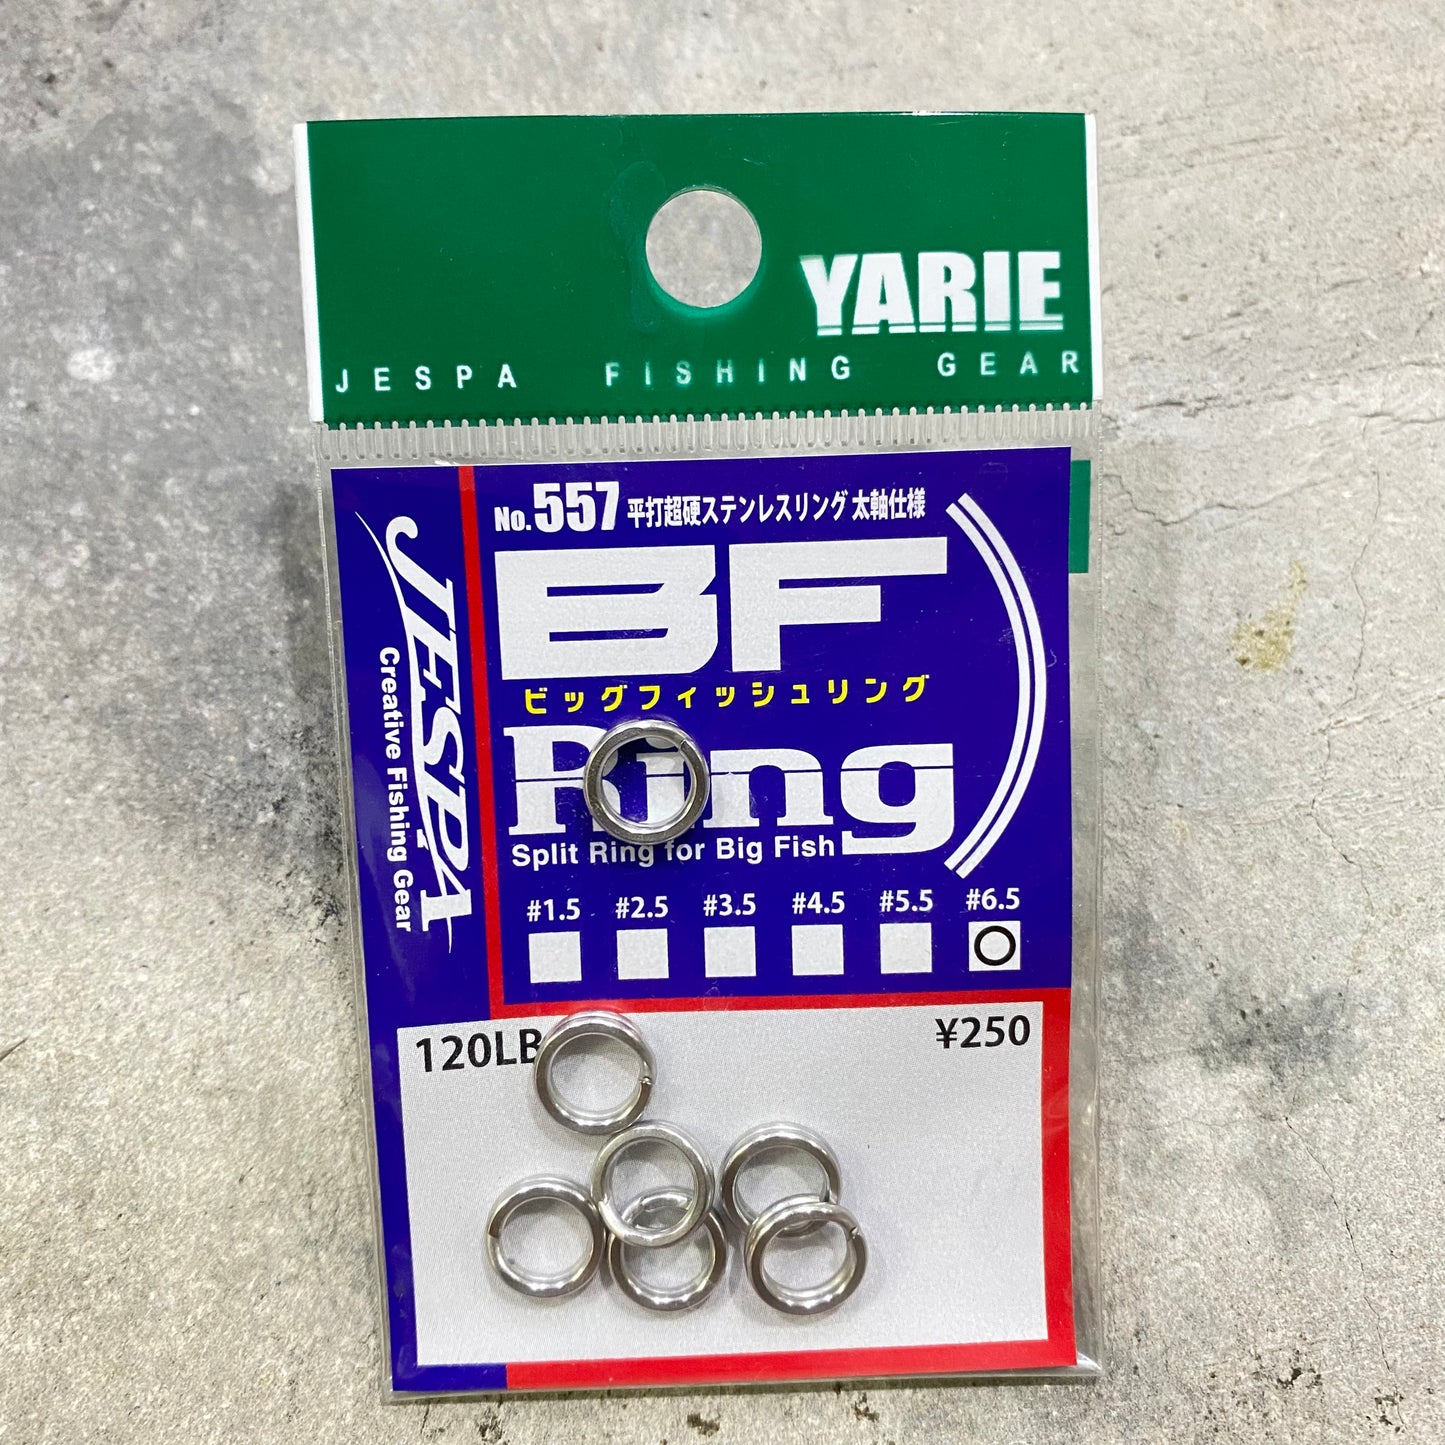 YARIE
JESPA FISHING GEAR
No.557 平打超硬ステンレスリング 太軸仕様
BF
ビッグフィッシュリング
Ring
Split Ring for Big Fish
JESPA
Creative Fishing Gear
#1.5 #2.5 #3.5 #4.5 #5.5 #6.5
120LB
¥250